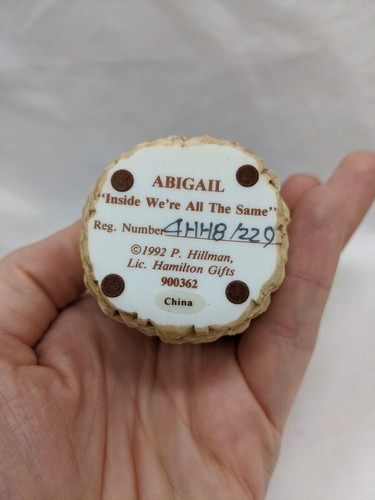 ABIGAIL
"Inside We're All The Same"
Reg. Number 4HH8/229
©1992 P. Hillman,
Lic. Hamilton Gifts
900362
China